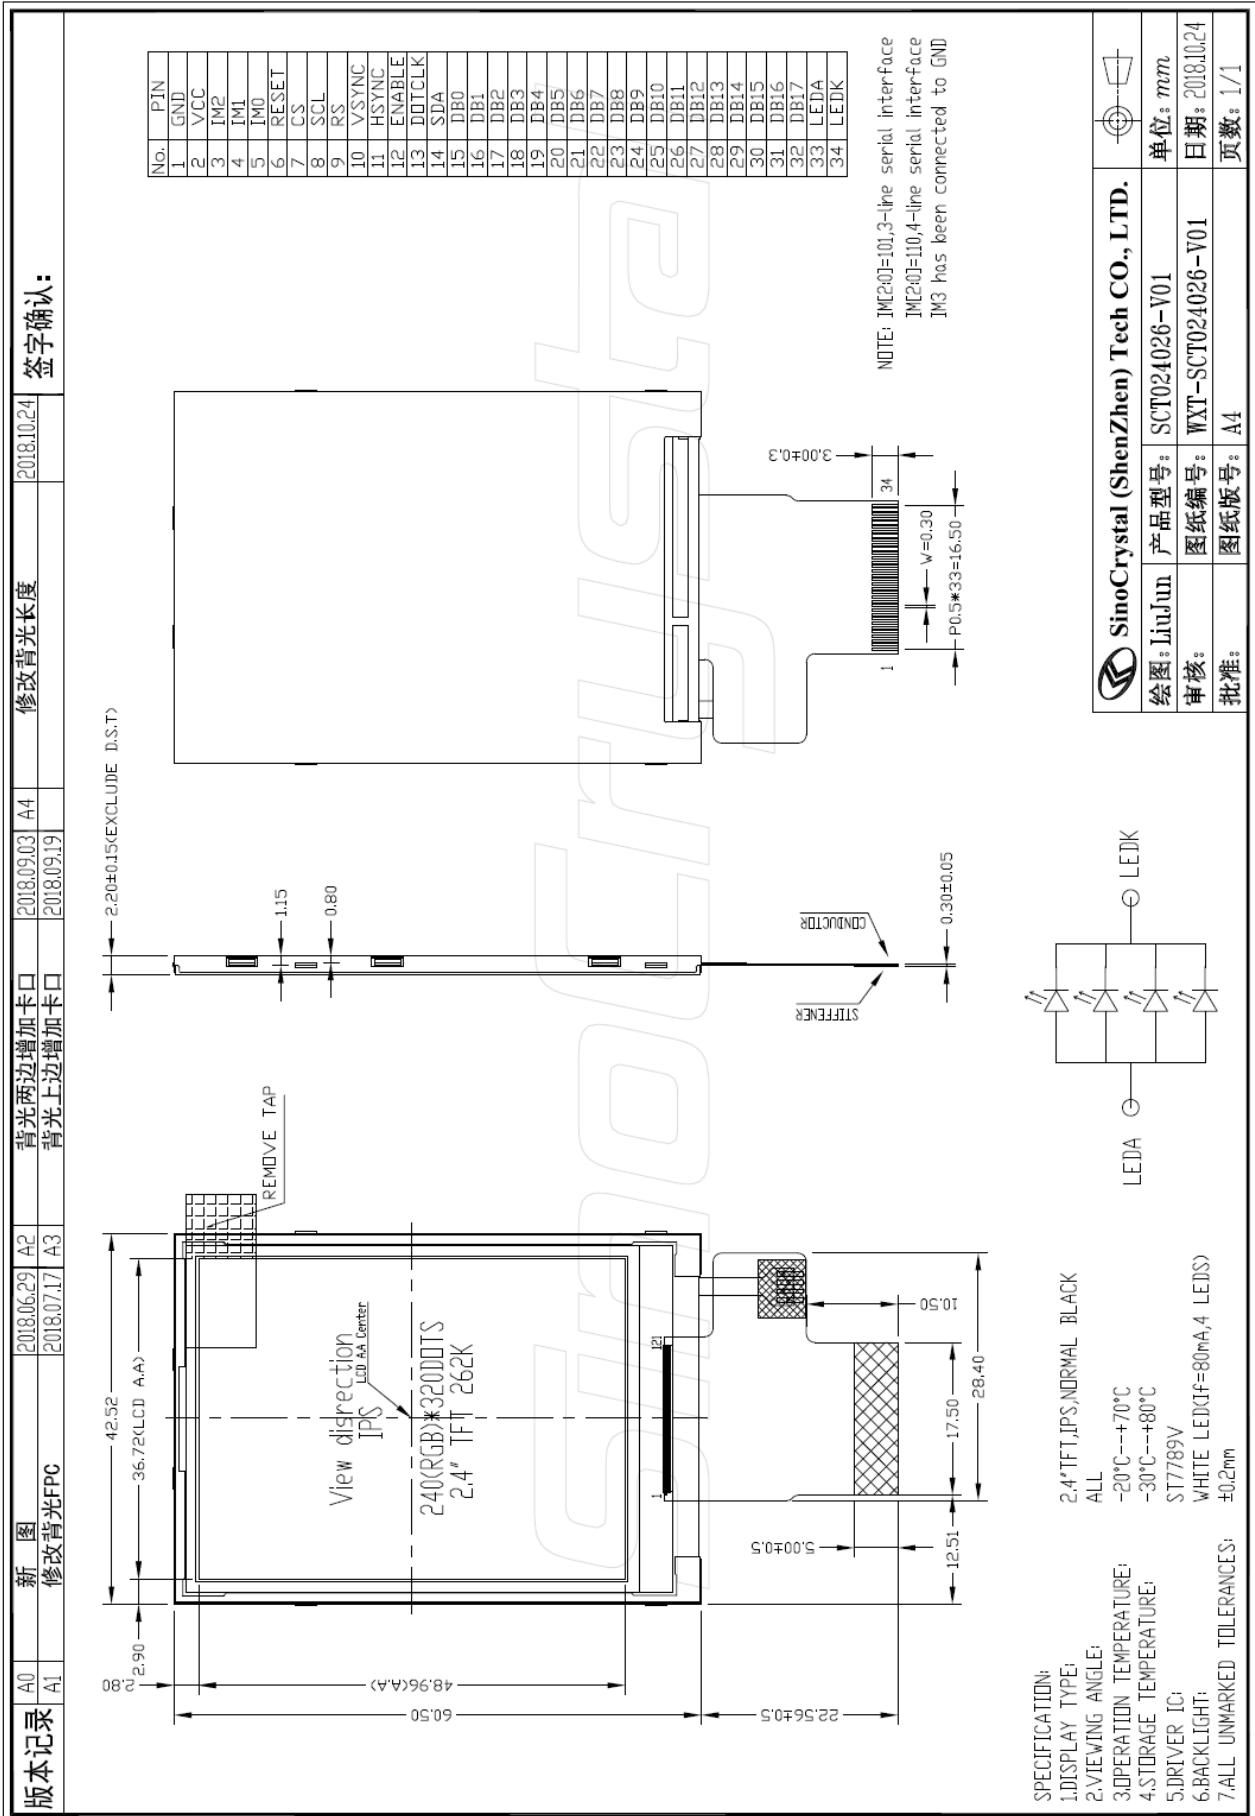 版本记录
A0 新 图 2018.06.29 A2 背光两边增加卡口 2018.09.03 A4 修改背光长度 2018.10.24 签字确认:
A1 修改背光FPC 2018.07.17 A3 背光上边增加卡口 2018.09.19
42.52
36.72(LCD A.A)
2.90
2.80
48.96(A.A)
60.50
22.56±0.5
REMOVE TAP
View disrection
IPS
LCD AA Center
240(RGB)*320DOTS
2.4" TFT 262K
1
121
10.50
5.00±0.5
17.50
12.51
28.40
2.20±0.15(EXCLUDE D.S.T)
1.15
0.80
STIFFENER
CONDUCTOR
0.30±0.05
3.00±0.3
1
34
W=0.30
P0.5*33=16.50
No. PIN
1 GND
2 VCC
3 IM2
4 IM1
5 IM0
6 RESET
7 CS
8 SCL
9 RS
10 VSYNC
11 HSYNC
12 ENABLE
13 DOTCLK
14 SDA
15 DB0
16 DB1
17 DB2
18 DB3
19 DB4
20 DB5
21 DB6
22 DB7
23 DB8
24 DB9
25 DB10
26 DB11
27 DB12
28 DB13
29 DB14
30 DB15
31 DB16
32 DB17
33 LEDA
34 LEDK
NOTE: IM[2:0]=101,3-line serial interface
IM[2:0]=110,4-line serial interface
IM3 has been connected to GND
SinoCrystal
SPECIFICATION:
1.DISPLAY TYPE: 2.4"TFT,IPS,NORMAL BLACK
2.VIEWING ANGLE: ALL
3.OPERATION TEMPERATURE: -20°C---+70°C
4.STORAGE TEMPERATURE: -30°C---+80°C
5.DRIVER IC: ST7789V
6.BACKLIGHT: WHITE LED(If=80mA,4 LEDS)
7.ALL UNMARKED TOLERANCES: ±0.2mm
LEDA
LEDK
SinoCrystal (ShenZhen) Tech CO., LTD.
绘图: LiuJun 产品型号: SCT024026-V01 单位: mm
审核: 图纸编号: WXT-SCT024026-V01 日期: 2018.10.24
批准: 图纸版号: A4 页数: 1/1